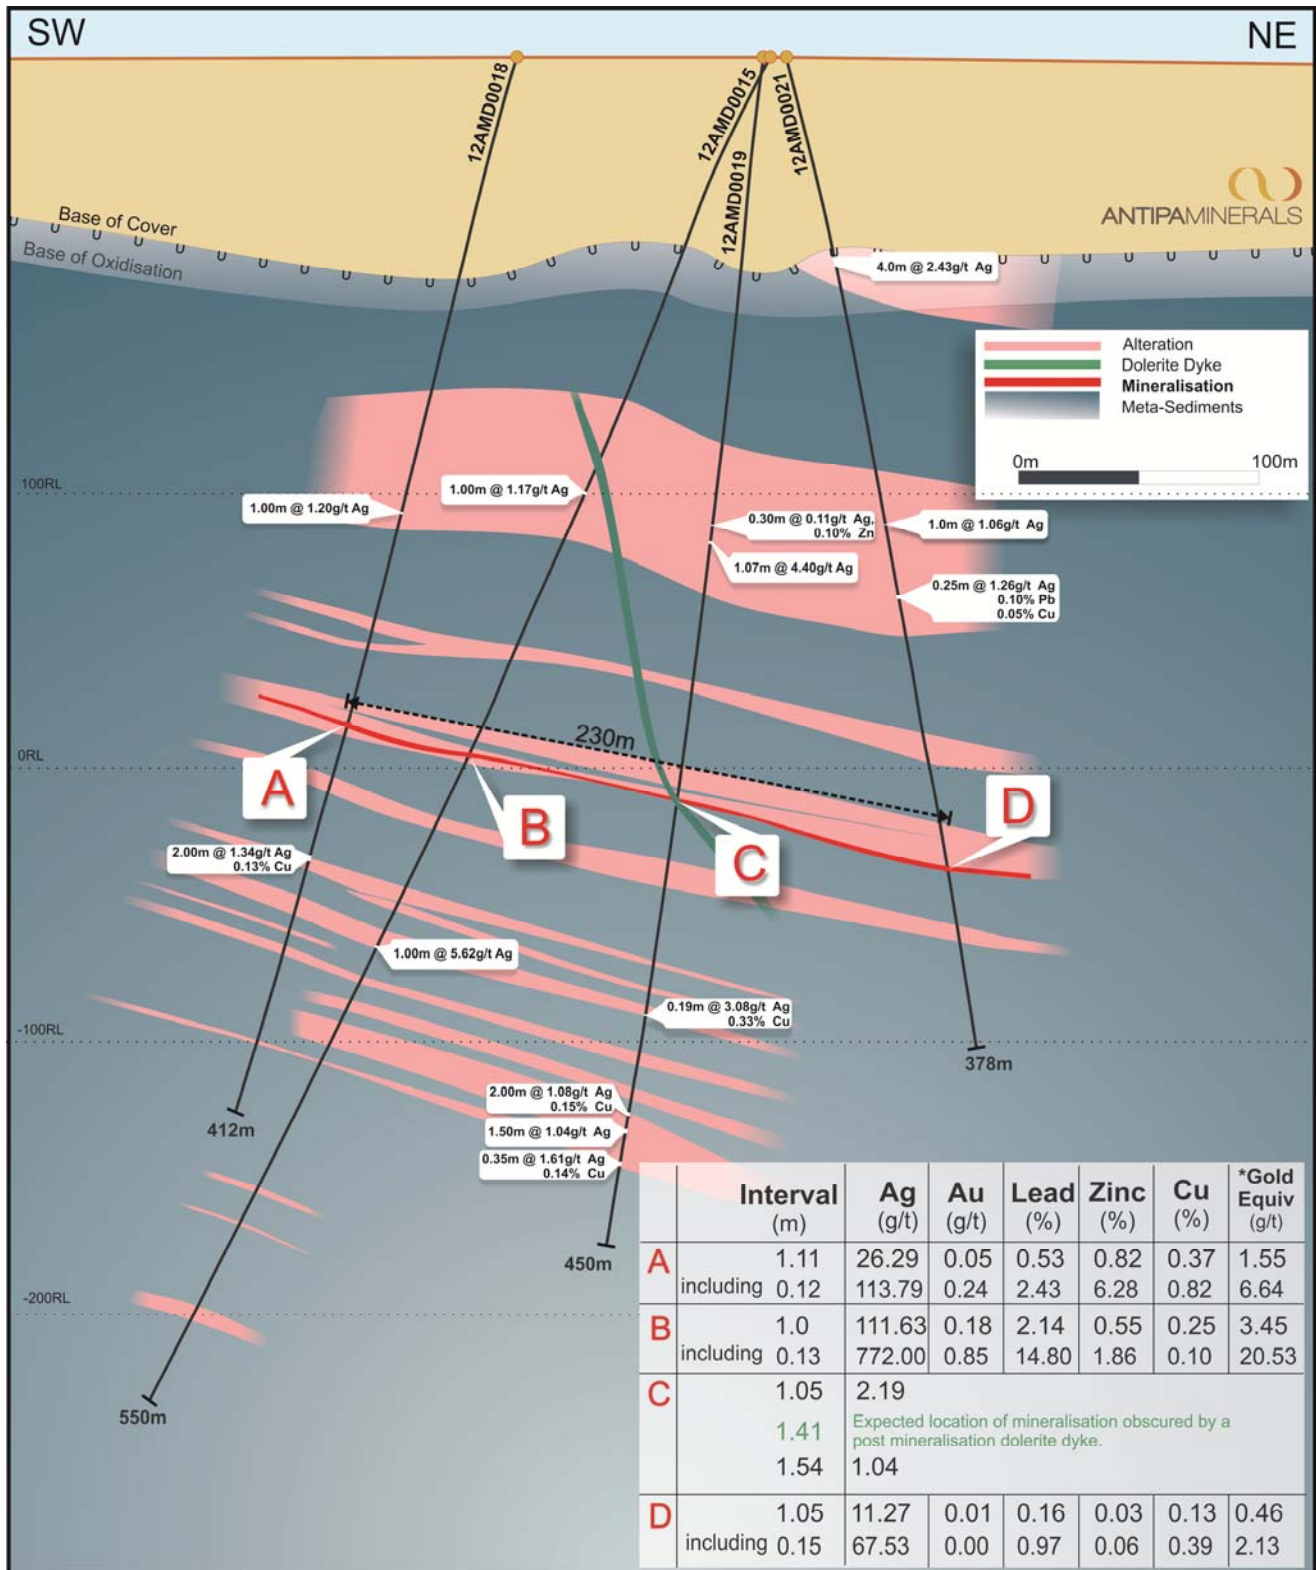 SW
NE
12AMD0018
12AMD0015
12AMD0019
12AMD0021
ANTIPAMINERALS
Base of Cover
Base of Oxidisation
4.0m @ 2.43g/t Ag
Alteration
Dolerite Dyke
Mineralisation
Meta-Sediments
0m 100m
100RL
1.00m @ 1.20g/t Ag
1.00m @ 1.17g/t Ag
0.30m @ 0.11g/t Ag,
0.10% Zn
1.07m @ 4.40g/t Ag
1.0m @ 1.06g/t Ag
0.25m @ 1.26g/t Ag
0.10% Pb
0.05% Cu
230m
0RL
A
B
C
D
2.00m @ 1.34g/t Ag
0.13% Cu
1.00m @ 5.62g/t Ag
0.19m @ 3.08g/t Ag
0.33% Cu
-100RL
378m
2.00m @ 1.08g/t Ag
0.15% Cu
1.50m @ 1.04g/t Ag
0.35m @ 1.61g/t Ag
0.14% Cu
412m
450m
-200RL
550m
Interval (m) Ag (g/t) Au (g/t) Lead (%) Zinc (%) Cu (%) *Gold Equiv (g/t)
A 1.11 26.29 0.05 0.53 0.82 0.37 1.55
including 0.12 113.79 0.24 2.43 6.28 0.82 6.64
B 1.0 111.63 0.18 2.14 0.55 0.25 3.45
including 0.13 772.00 0.85 14.80 1.86 0.10 20.53
C 1.05 2.19
1.41 Expected location of mineralisation obscured by a
post mineralisation dolerite dyke.
1.54 1.04
D 1.05 11.27 0.01 0.16 0.03 0.13 0.46
including 0.15 67.53 0.00 0.97 0.06 0.39 2.13